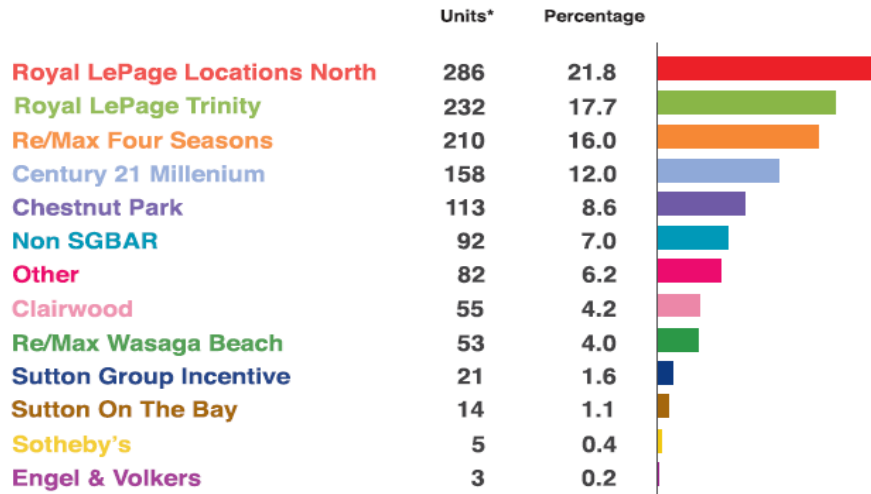 Units* Percentage
Royal LePage Locations North 286 21.8
Royal LePage Trinity 232 17.7
Re/Max Four Seasons 210 16.0
Century 21 Millenium 158 12.0
Chestnut Park 113 8.6
Non SGBAR 92 7.0
Other 82 6.2
Clairwood 55 4.2
Re/Max Wasaga Beach 53 4.0
Sutton Group Incentive 21 1.6
Sutton On The Bay 14 1.1
Sotheby's 5 0.4
Engel & Volkers 3 0.2